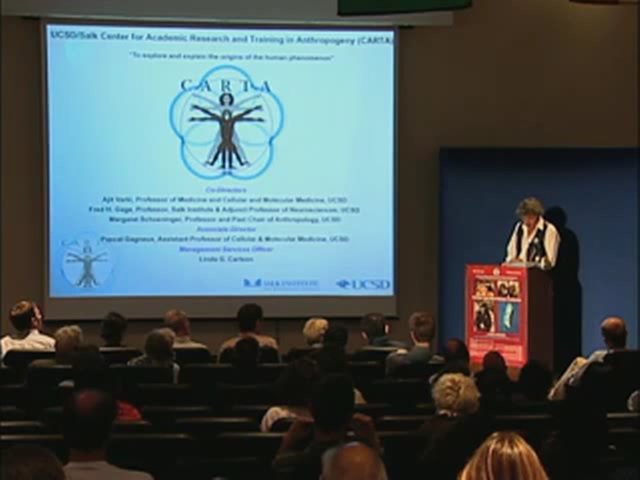 UCSD/Salk Center for Academic Research and Training in Anthropogeny (CARTA)
"To explore and explain the origins of the human phenomenon"
CARTA
Co-Directors
Ajit Varki, Professor of Medicine and Cellular and Molecular Medicine, UCSD
Fred H. Gage, Professor, Salk Institute & Adjunct Professor of Neurosciences, UCSD
Margaret Schoeninger, Professor and Past Chair of Anthropology, UCSD
Associate Director
Pascal Gagneux, Assistant Professor of Cellular & Molecular Medicine, UCSD
Management Services Officer
Linda G. Carlson
CARTA
SALK INSTITUTE
UCSD